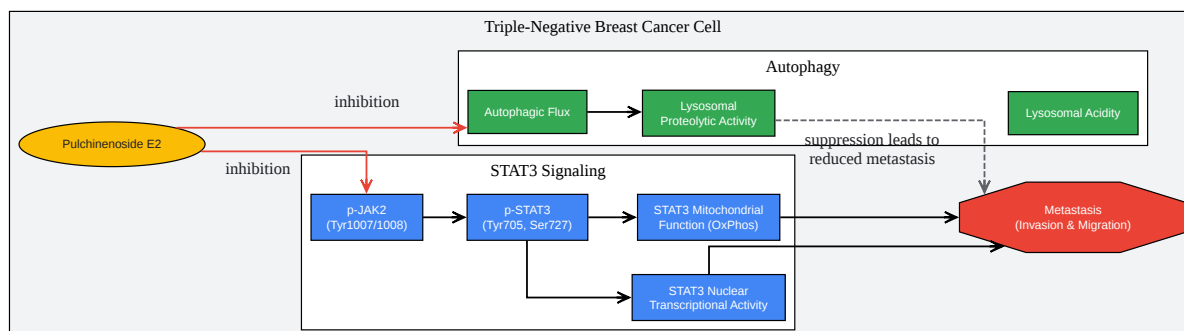 Triple-Negative Breast Cancer Cell
Autophagy
inhibition
Autophagic Flux
Lysosomal
Proteolytic Activity
Lysosomal Acidity
Pulchinenoside E2
suppression leads to
reduced metastasis
inhibition
STAT3 Signaling
p-JAK2
(Tyr1007/1008)
p-STAT3
(Tyr705, Ser727)
STAT3 Mitochondrial
Function (OxPhos)
Metastasis
(Invasion & Migration)
STAT3 Nuclear
Transcriptional Activity